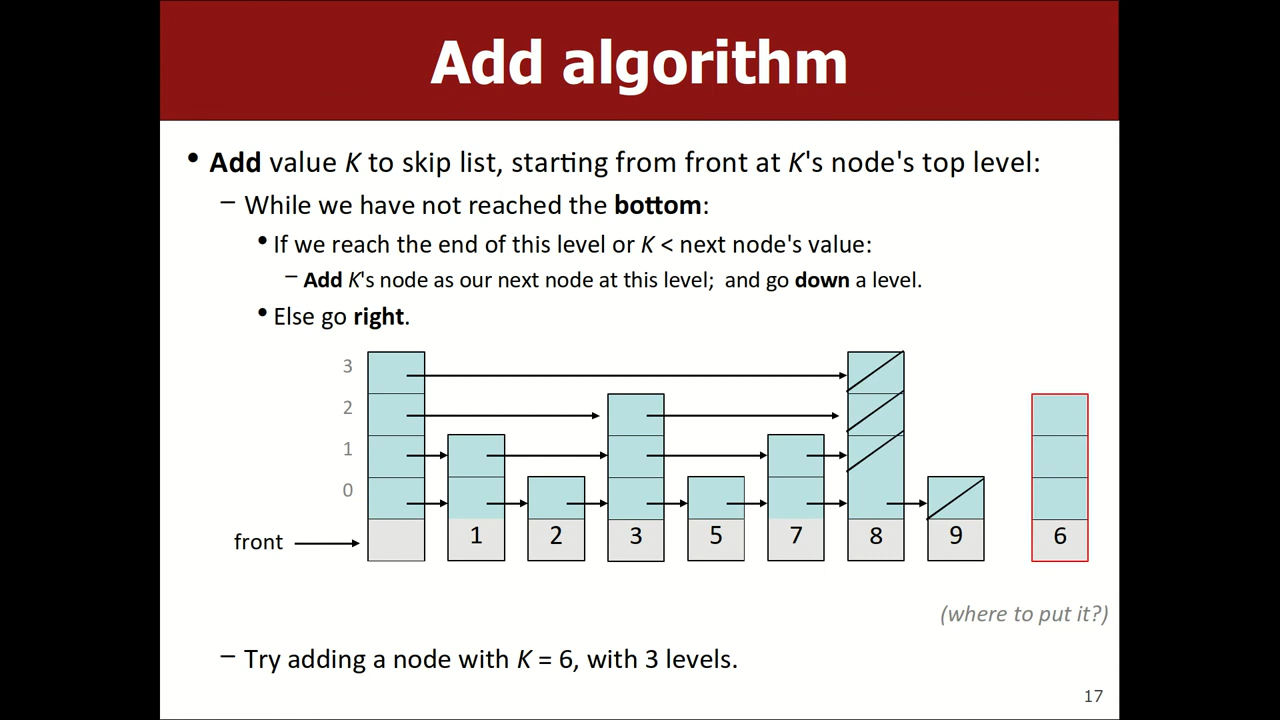 Add algorithm
• Add value K to skip list, starting from front at K's node's top level:
– While we have not reached the bottom:
• If we reach the end of this level or K < next node's value:
– Add K's node as our next node at this level; and go down a level.
• Else go right.
3
2
1
0
front
1 2 3 5 7 8 9 6
(where to put it?)
– Try adding a node with K = 6, with 3 levels.
17